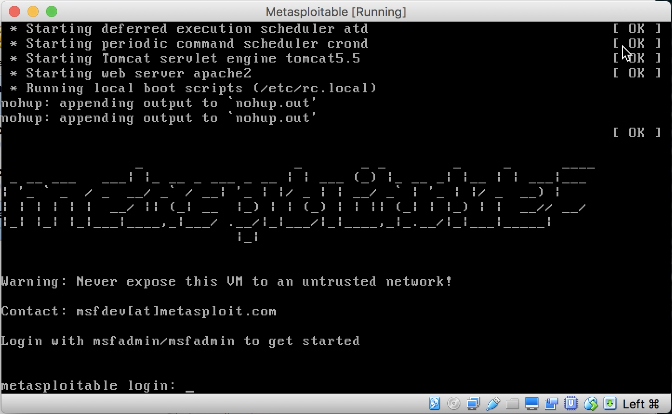 Metasploitable [Running]
* Starting deferred execution scheduler atd [ OK ]
* Starting periodic command scheduler crond [ OK ]
* Starting Tomcat servlet engine tomcat5.5 [ OK ]
* Starting web server apache2 [ OK ]
* Running local boot scripts (/etc/rc.local)
nohup: appending output to `nohup.out'
nohup: appending output to `nohup.out'
[ OK ]
metasploitable2
Warning: Never expose this VM to an untrusted network!
Contact: msfdev[at]metasploit.com
Login with msfadmin/msfadmin to get started
metasploitable login: _
Left ⌘